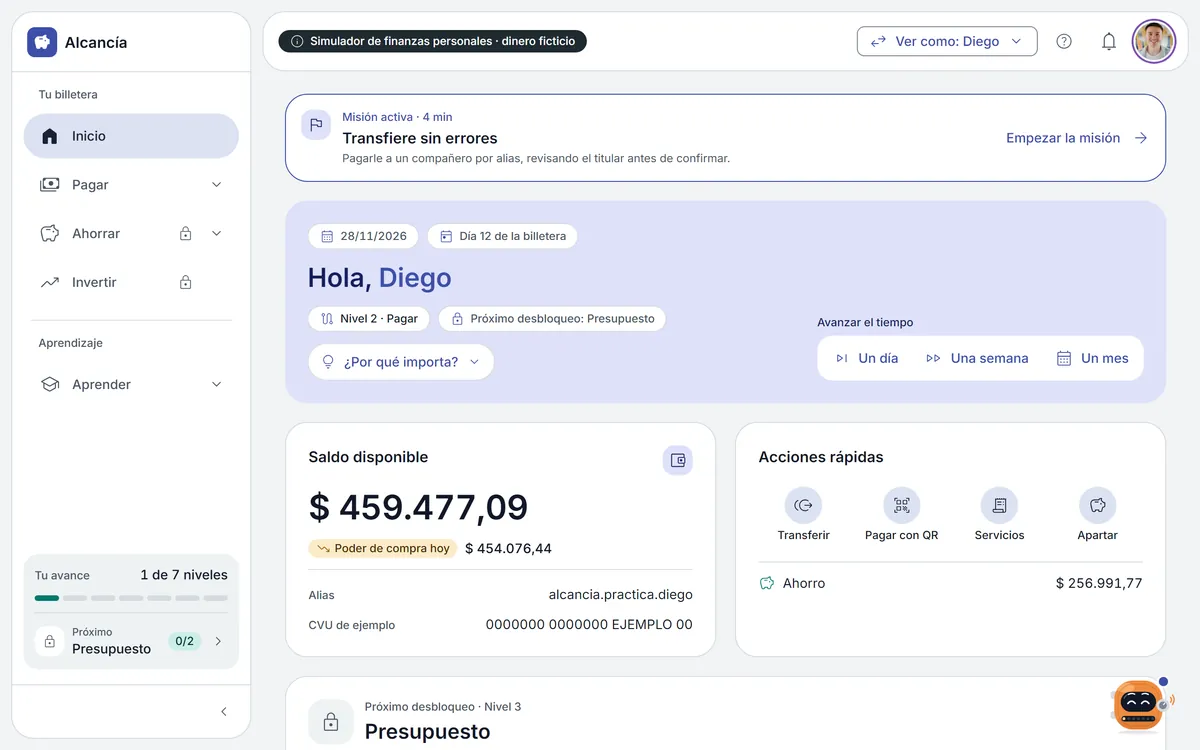 Alcancía
Tu billetera
Inicio
Pagar
Ahorrar
Invertir
Aprendizaje
Aprender
Tu avance
1 de 7 niveles
Próximo
Presupuesto
0/2
Simulador de finanzas personales · dinero ficticio
Ver como: Diego
Misión activa · 4 min
Transfiere sin errores
Pagarle a un compañero por alias, revisando el titular antes de confirmar.
Empezar la misión
28/11/2026
Día 12 de la billetera
Hola, Diego
Nivel 2 · Pagar
Próximo desbloqueo: Presupuesto
¿Por qué importa?
Avanzar el tiempo
Un día
Una semana
Un mes
Saldo disponible
$ 459.477,09
Poder de compra hoy
$ 454.076,44
Alias
alcancia.practica.diego
CVU de ejemplo
0000000 0000000 EJEMPLO 00
Acciones rápidas
Transferir
Pagar con QR
Servicios
Apartar
Ahorro
$ 256.991,77
Próximo desbloqueo · Nivel 3
Presupuesto